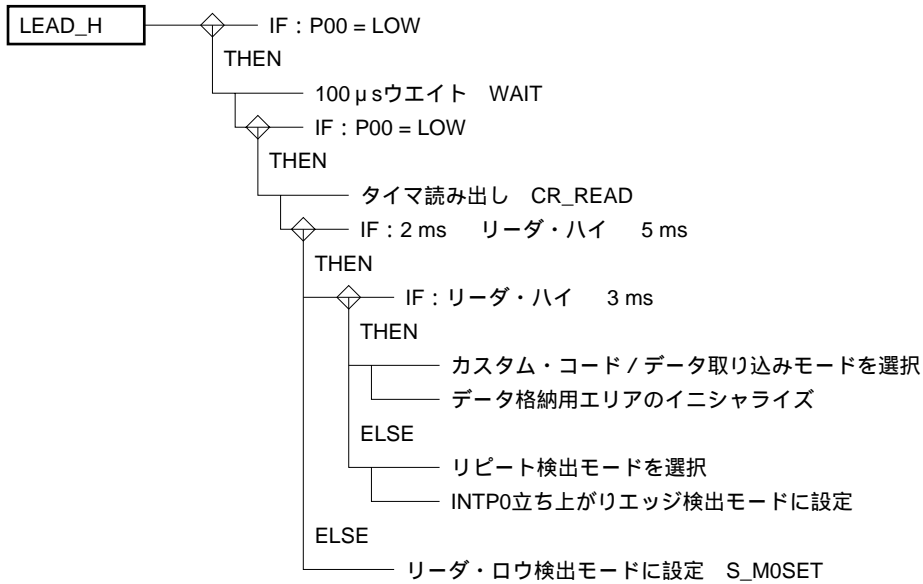 LEAD_H IF : P00 = LOW
THEN
100 μsウエイト WAIT
IF : P00 = LOW
THEN
タイマ読み出し CR_READ
IF : 2 ms リーダ・ハイ 5 ms
THEN
IF : リーダ・ハイ 3 ms
THEN
カスタム・コード/データ取り込みモードを選択
データ格納用エリアのイニシャライズ
ELSE
リピート検出モードを選択
INTP0立ち上がりエッジ検出モードに設定
ELSE
リーダ・ロウ検出モードに設定 S_M0SET